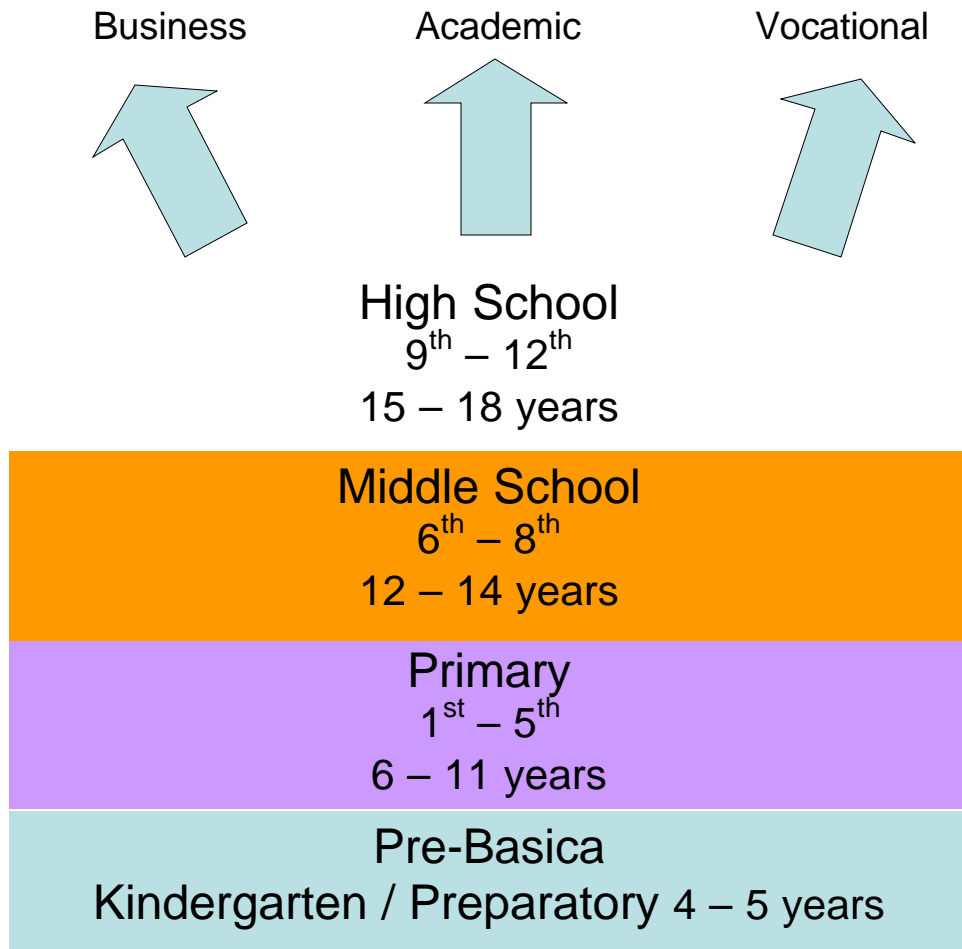 Business Academic Vocational
High School
9th – 12th
15 – 18 years
Middle School
6th – 8th
12 – 14 years
Primary
1st – 5th
6 – 11 years
Pre-Basica
Kindergarten / Preparatory 4 – 5 years